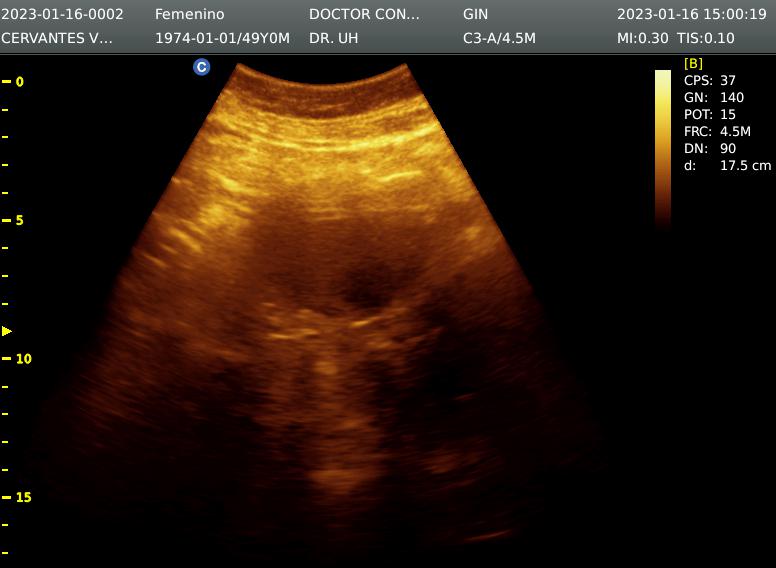 2023-01-16-0002 Femenino DOCTOR CON... GIN 2023-01-16 15:00:19
CERVANTES V... 1974-01-01/49Y0M DR. UH C3-A/4.5M MI:0.30 TIS:0.10
C
[B]
CPS: 37
GN: 140
POT: 15
FRC: 4.5M
DN: 90
d: 17.5 cm
0
5
10
15